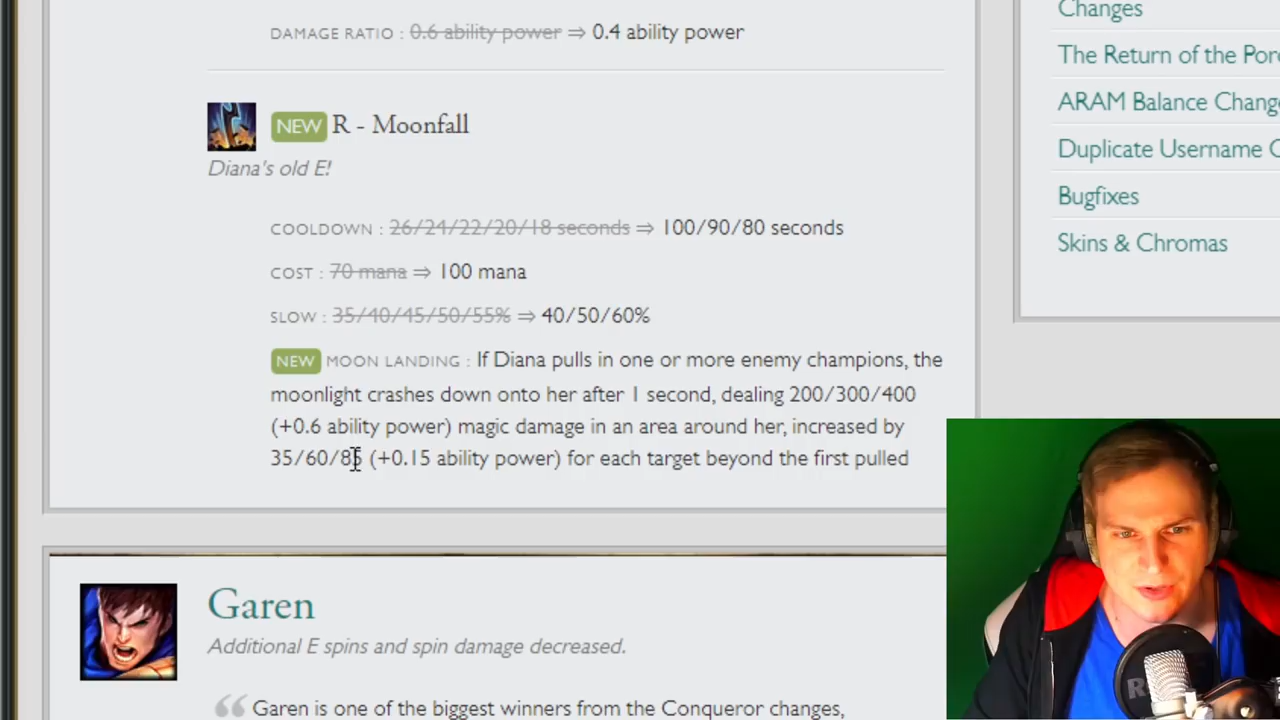 DAMAGE RATIO : 0.6 ability power ⇒ 0.4 ability power
NEW R - Moonfall
Diana's old E!
COOLDOWN : 26/24/22/20/18 seconds ⇒ 100/90/80 seconds
COST : 70 mana ⇒ 100 mana
SLOW : 35/40/45/50/55% ⇒ 40/50/60%
NEW MOON LANDING : If Diana pulls in one or more enemy champions, the
moonlight crashes down onto her after 1 second, dealing 200/300/400
(+0.6 ability power) magic damage in an area around her, increased by
35/60/85 (+0.15 ability power) for each target beyond the first pulled
Garen
Additional E spins and spin damage decreased.
“ Garen is one of the biggest winners from the Conqueror changes,
Changes
The Return of the Poro
ARAM Balance Change
Duplicate Username C
Bugfixes
Skins & Chromas